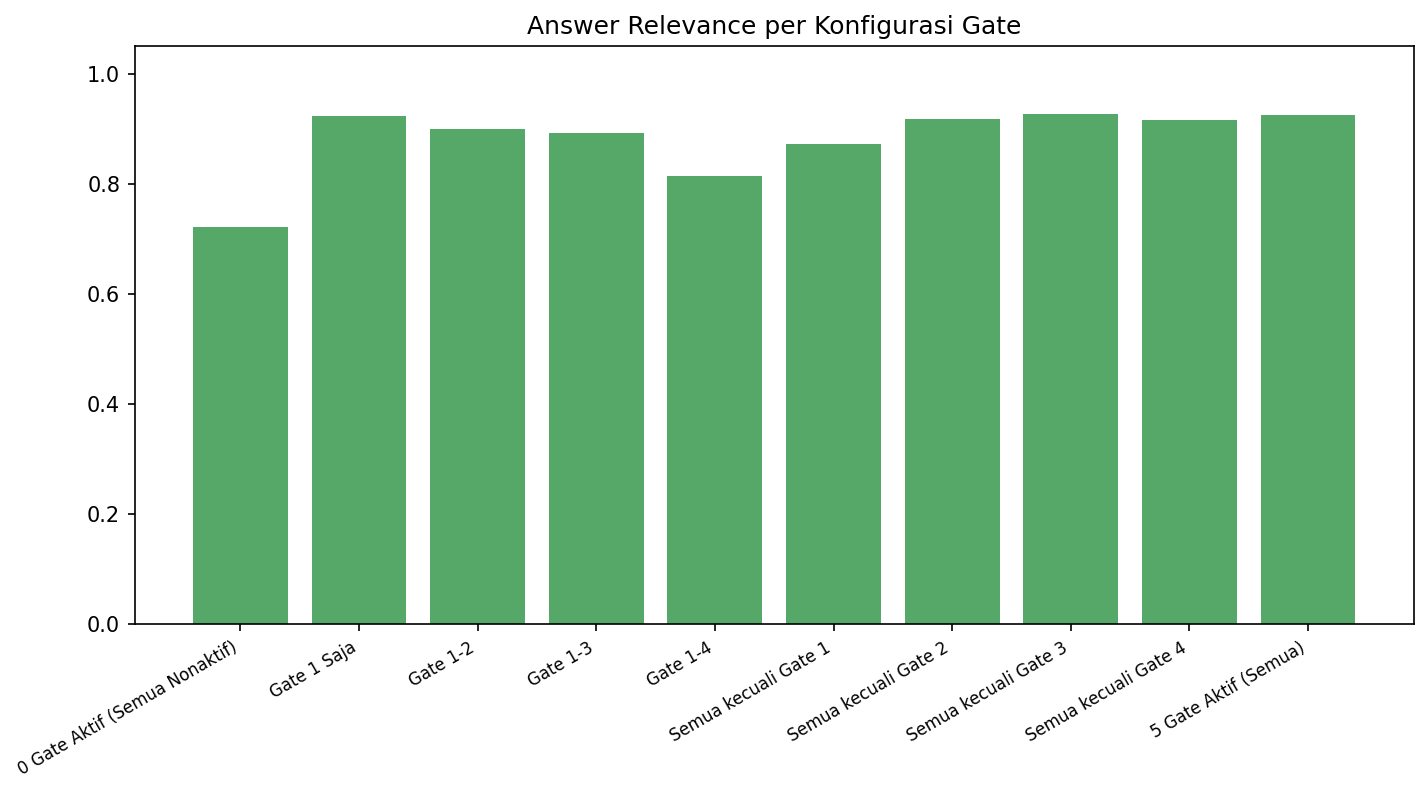 Answer Relevance per Konfigurasi Gate
1.0
0.8
0.6
0.4
0.2
0.0
0 Gate Aktif (Semua Nonaktif)
Gate 1 Saja
Gate 1-2
Gate 1-3
Gate 1-4
Semua kecuali Gate 1
Semua kecuali Gate 2
Semua kecuali Gate 3
Semua kecuali Gate 4
5 Gate Aktif (Semua)